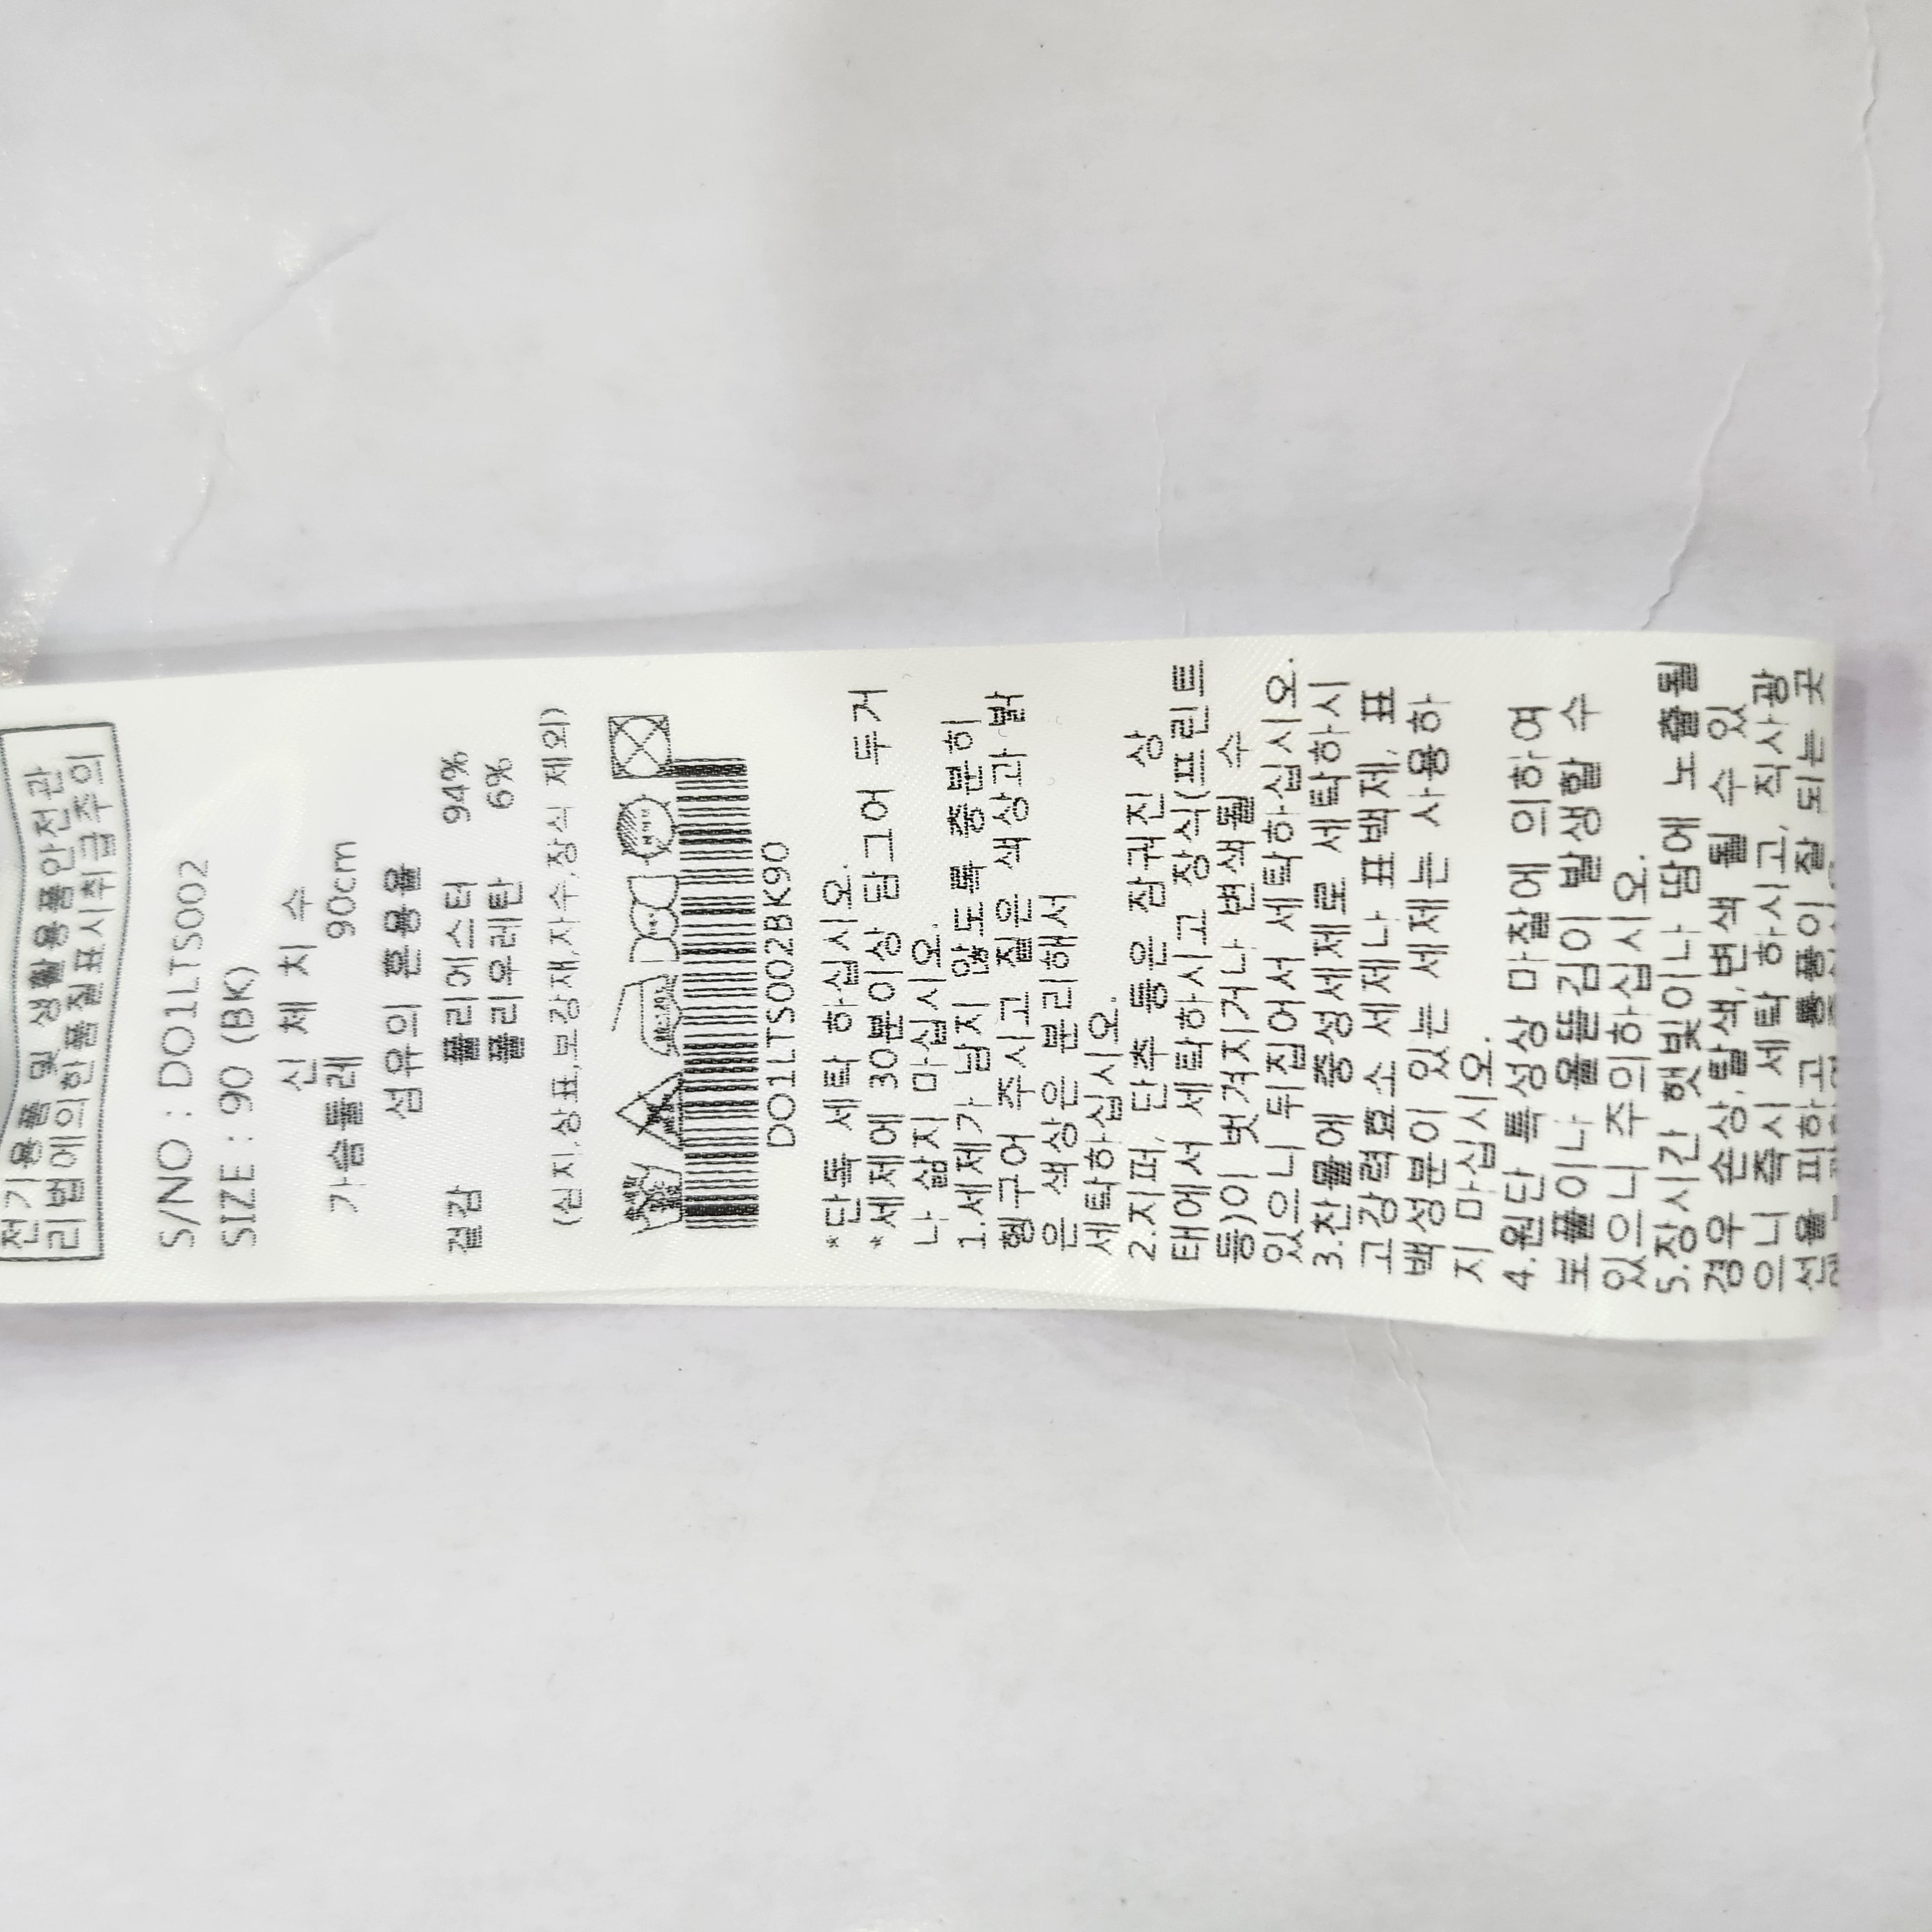 전기용품 및 생활용품안전관
리법에의한품질표시취급주의
S/NO : DO1LTS002
SIZE : 90 (BK)
신 체 치 수
가슴둘레 90cm
섬유의 혼용율
겉감 폴리에스터 94%
폴리우레탄 6%
(심지,상표,보강재,자수,장식 제외)
DO1LTS002BK90
*단독 세탁 하십시오.
*세제에 30분이상 담그어 두거
나 삶지 마십시오.
1.세제가 남지 않도록 충분히
헹구어 주시고 짙은 색상과 밝
은 색상은 분리해서
세탁하십시오.
2.지퍼, 단추 등은 잠궈진 상
태에서 세탁하시고 장식(프린트
등)이 벗겨지거나 변색될 수
있으니 뒤집어서 세탁하십시오.
3.찬물에 중성세제로 세탁하시
고강력효소 세제나 표백제, 표
백성분이 있는 세제는 사용하
지 마십시오.
4.원단 특성상 마찰에 의하여
보풀이나 올뜯김이 발생할 수
있으니 주의하십시오.
5.장시간 햇빛이나 땀에 노출될
경우 손상,탈색,변색 될 수 있
으니 즉시 세탁 하시고, 직사광
선을 피하고 통풍이 잘 되는 곳